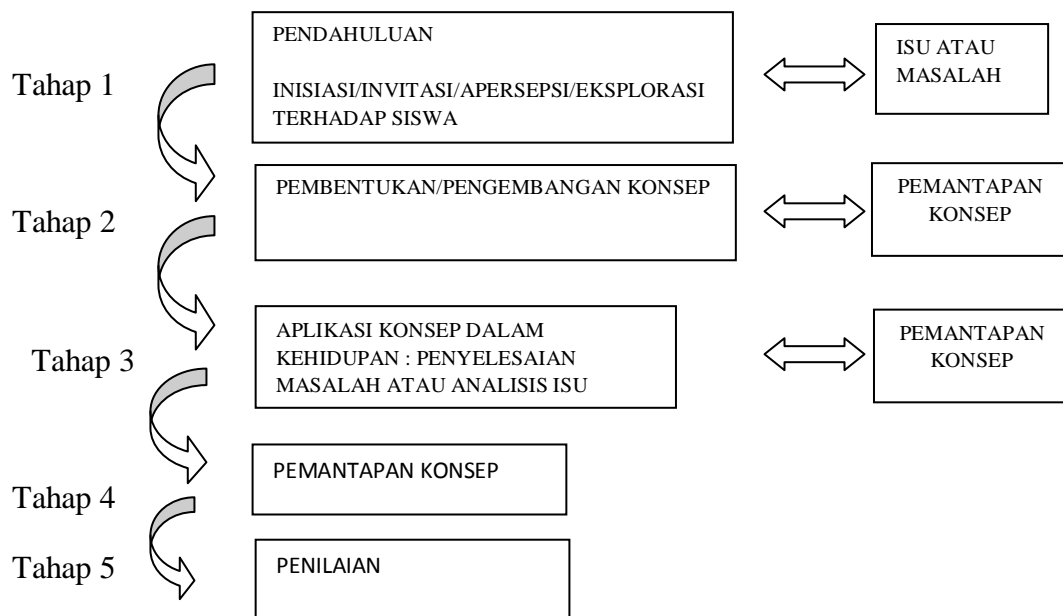 Tahap 1
PENDAHULUAN
INISIASI/INVITASI/APERSEPSI/EKSPLORASI
TERHADAP SISWA
ISU ATAU
MASALAH
Tahap 2
PEMBENTUKAN/PENGEMBANGAN KONSEP
PEMANTAPAN
KONSEP
Tahap 3
APLIKASI KONSEP DALAM
KEHIDUPAN : PENYELESAIAN
MASALAH ATAU ANALISIS ISU
PEMANTAPAN
KONSEP
Tahap 4
PEMANTAPAN KONSEP
Tahap 5
PENILAIAN